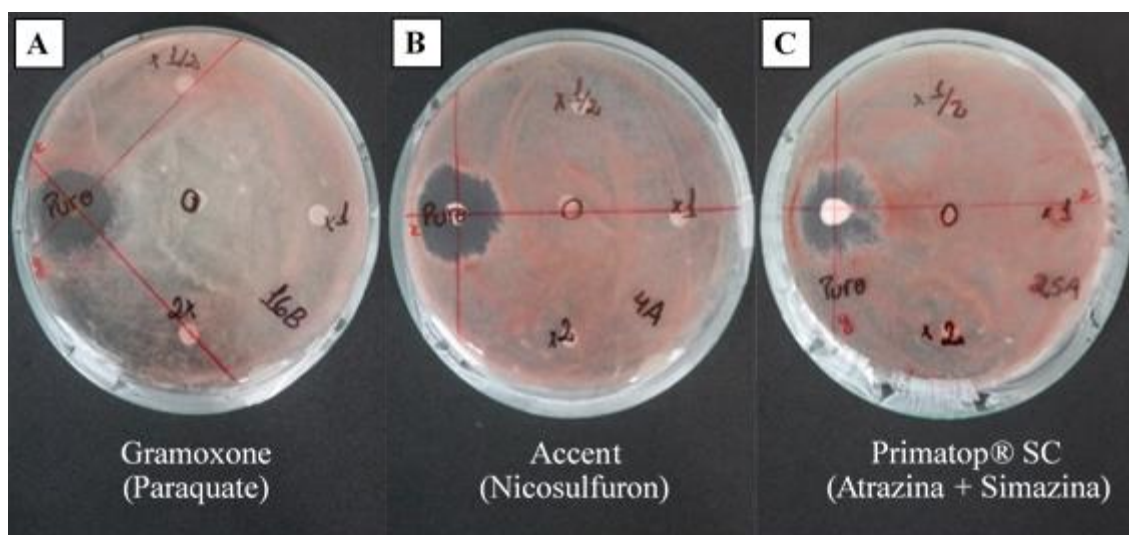 A
x 1/2
Puro
0
x1
2x
16B
B
x 1/2
Puro
0
x1
4A
x2
C
x 1/2
0
x1
Puro
25A
x 2
Gramoxone
(Paraquate)
Accent
(Nicosulfuron)
Primatop® SC
(Atrazina + Simazina)